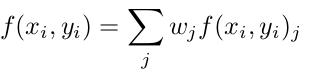 f(x_i, y_i) = \sum_j w_j f(x_i, y_i)_j